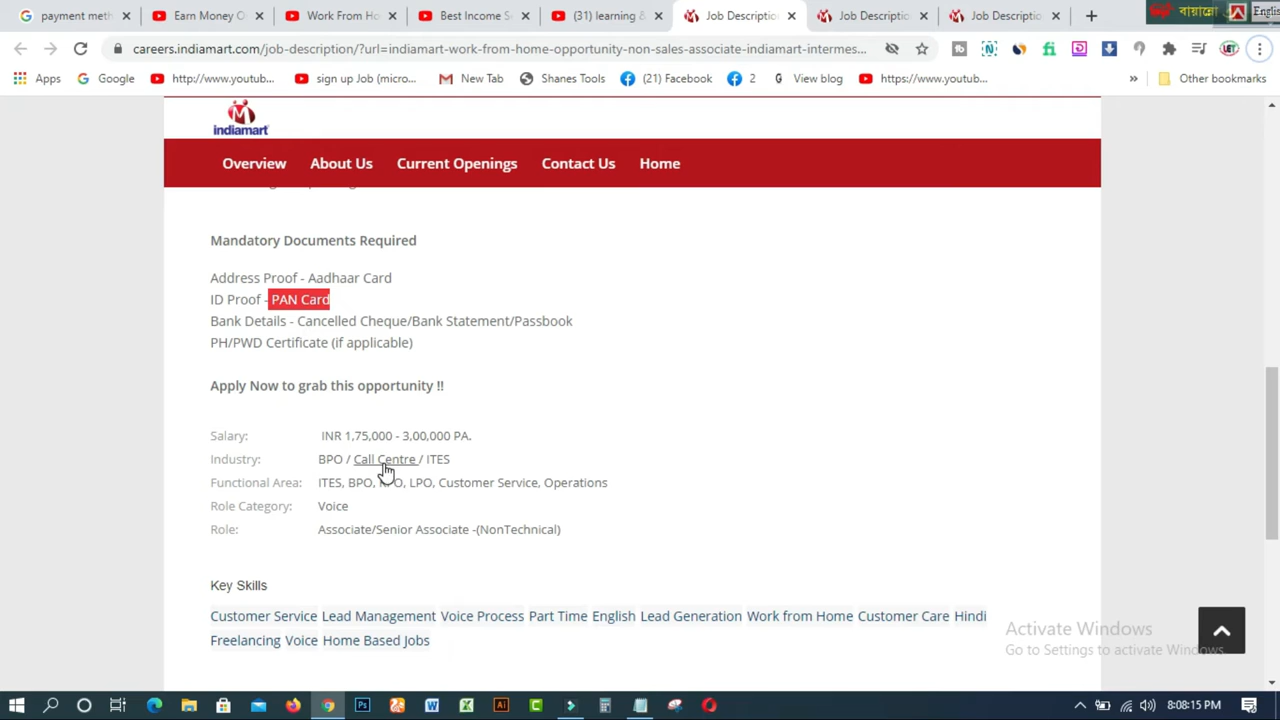 payment meth
Earn Money O
Work From Ho
Best Income S
(31) learning &
Job Descriptio
Job Descriptio
Job Descriptio
বায়ান্নো
Englis
careers.indiamart.com/job-description/?url=indiamart-work-from-home-opportunity-non-sales-associate-indiamart-intermes...
Apps
Google
http://www.youtub...
sign up Job (micro...
New Tab
Shanes Tools
(21) Facebook
2
View blog
https://www.youtub...
»
Other bookmarks
indiamart
Overview About Us Current Openings Contact Us Home
Mandatory Documents Required
Address Proof - Aadhaar Card
ID Proof - PAN Card
Bank Details - Cancelled Cheque/Bank Statement/Passbook
PH/PWD Certificate (if applicable)
Apply Now to grab this opportunity !!
Salary: INR 1,75,000 - 3,00,000 PA.
Industry: BPO / Call Centre / ITES
Functional Area: ITES, BPO, KPO, LPO, Customer Service, Operations
Role Category: Voice
Role: Associate/Senior Associate -(NonTechnical)
Key Skills
Customer Service Lead Management Voice Process Part Time English Lead Generation Work from Home Customer Care Hindi
Freelancing Voice Home Based Jobs
Activate Windows
Go to Settings to activate Windows.
8:08:15 PM